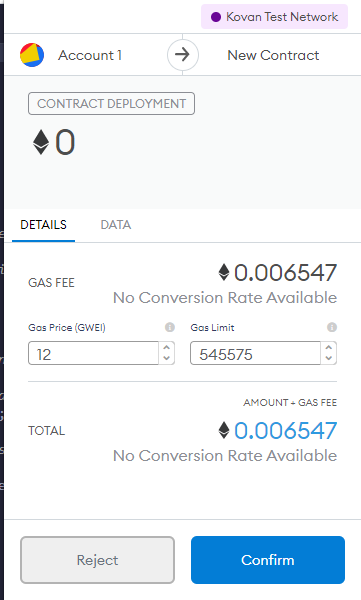 Kovan Test Network
Account 1
New Contract
CONTRACT DEPLOYMENT
0
DETAILS
DATA
GAS FEE
0.006547
No Conversion Rate Available
Gas Price (GWEI)
Gas Limit
12
545575
AMOUNT + GAS FEE
TOTAL
0.006547
No Conversion Rate Available
Reject
Confirm